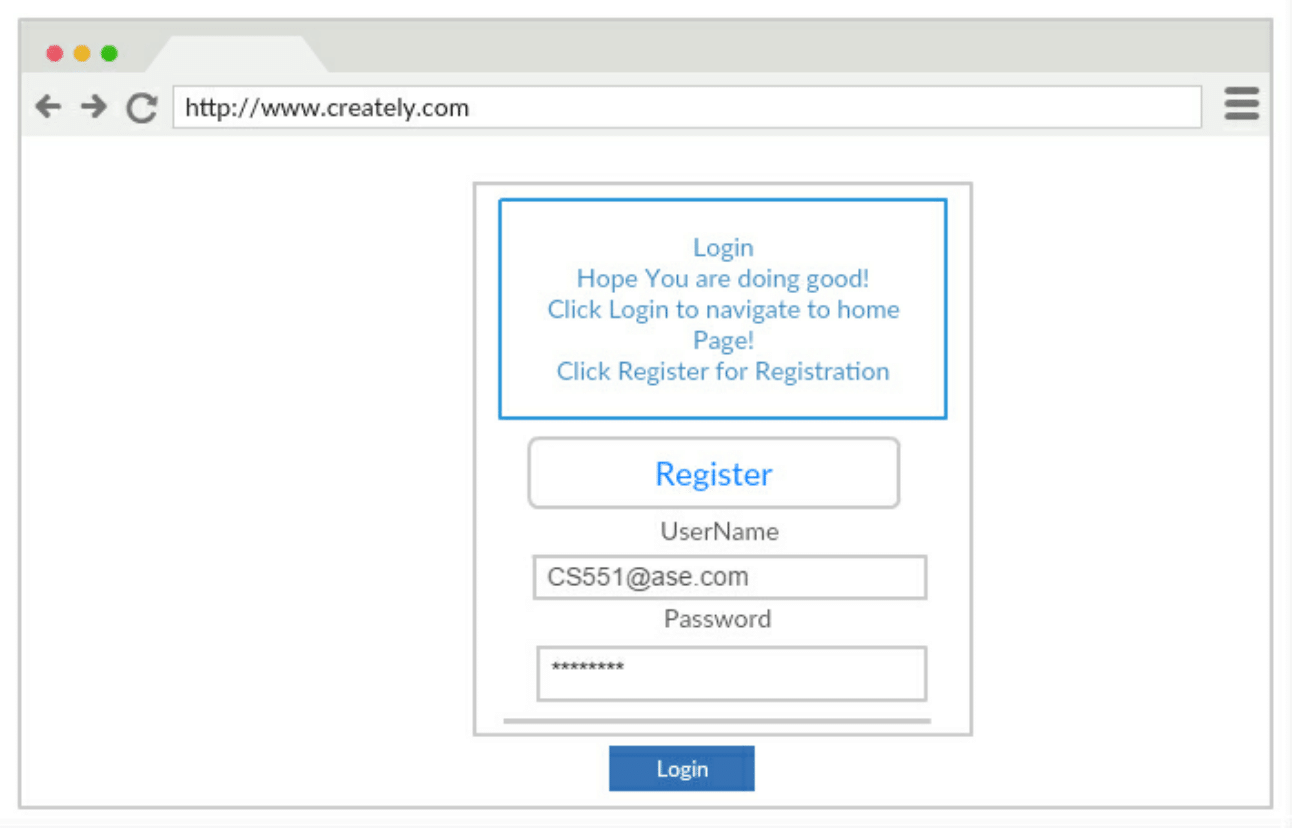 http://www.creately.com
Login
Hope You are doing good!
Click Login to navigate to home
Page!
Click Register for Registration
Register
UserName
CS551@ase.com
Password
********
Login